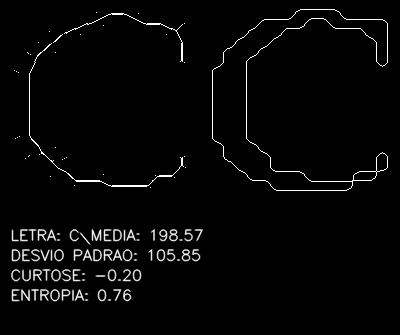 LETRA: C\MEDIA: 198.57
DESVIO PADRAO: 105.85
CURTOSE: -0.20
ENTROPIA: 0.76